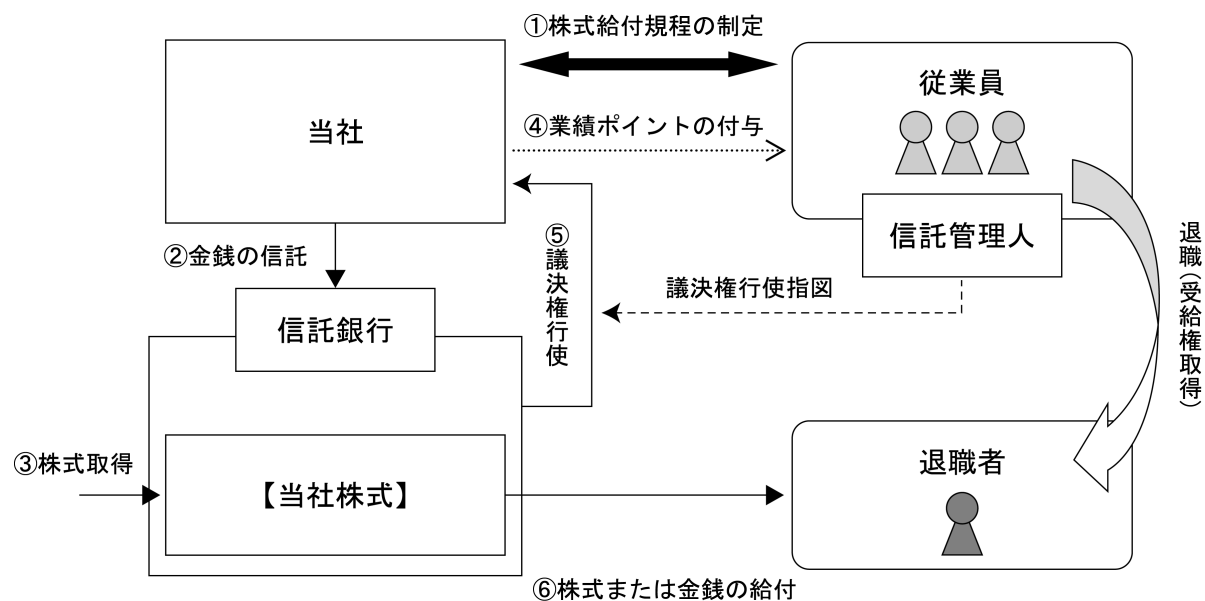 ①株式給付規程の制定
従業員
当社
④業績ポイントの付与
信託管理人
②金銭の信託
⑤議決権行使
議決権行使指図
退職(受給権取得)
信託銀行
③株式取得
【当社株式】
退職者
⑥株式または金銭の給付